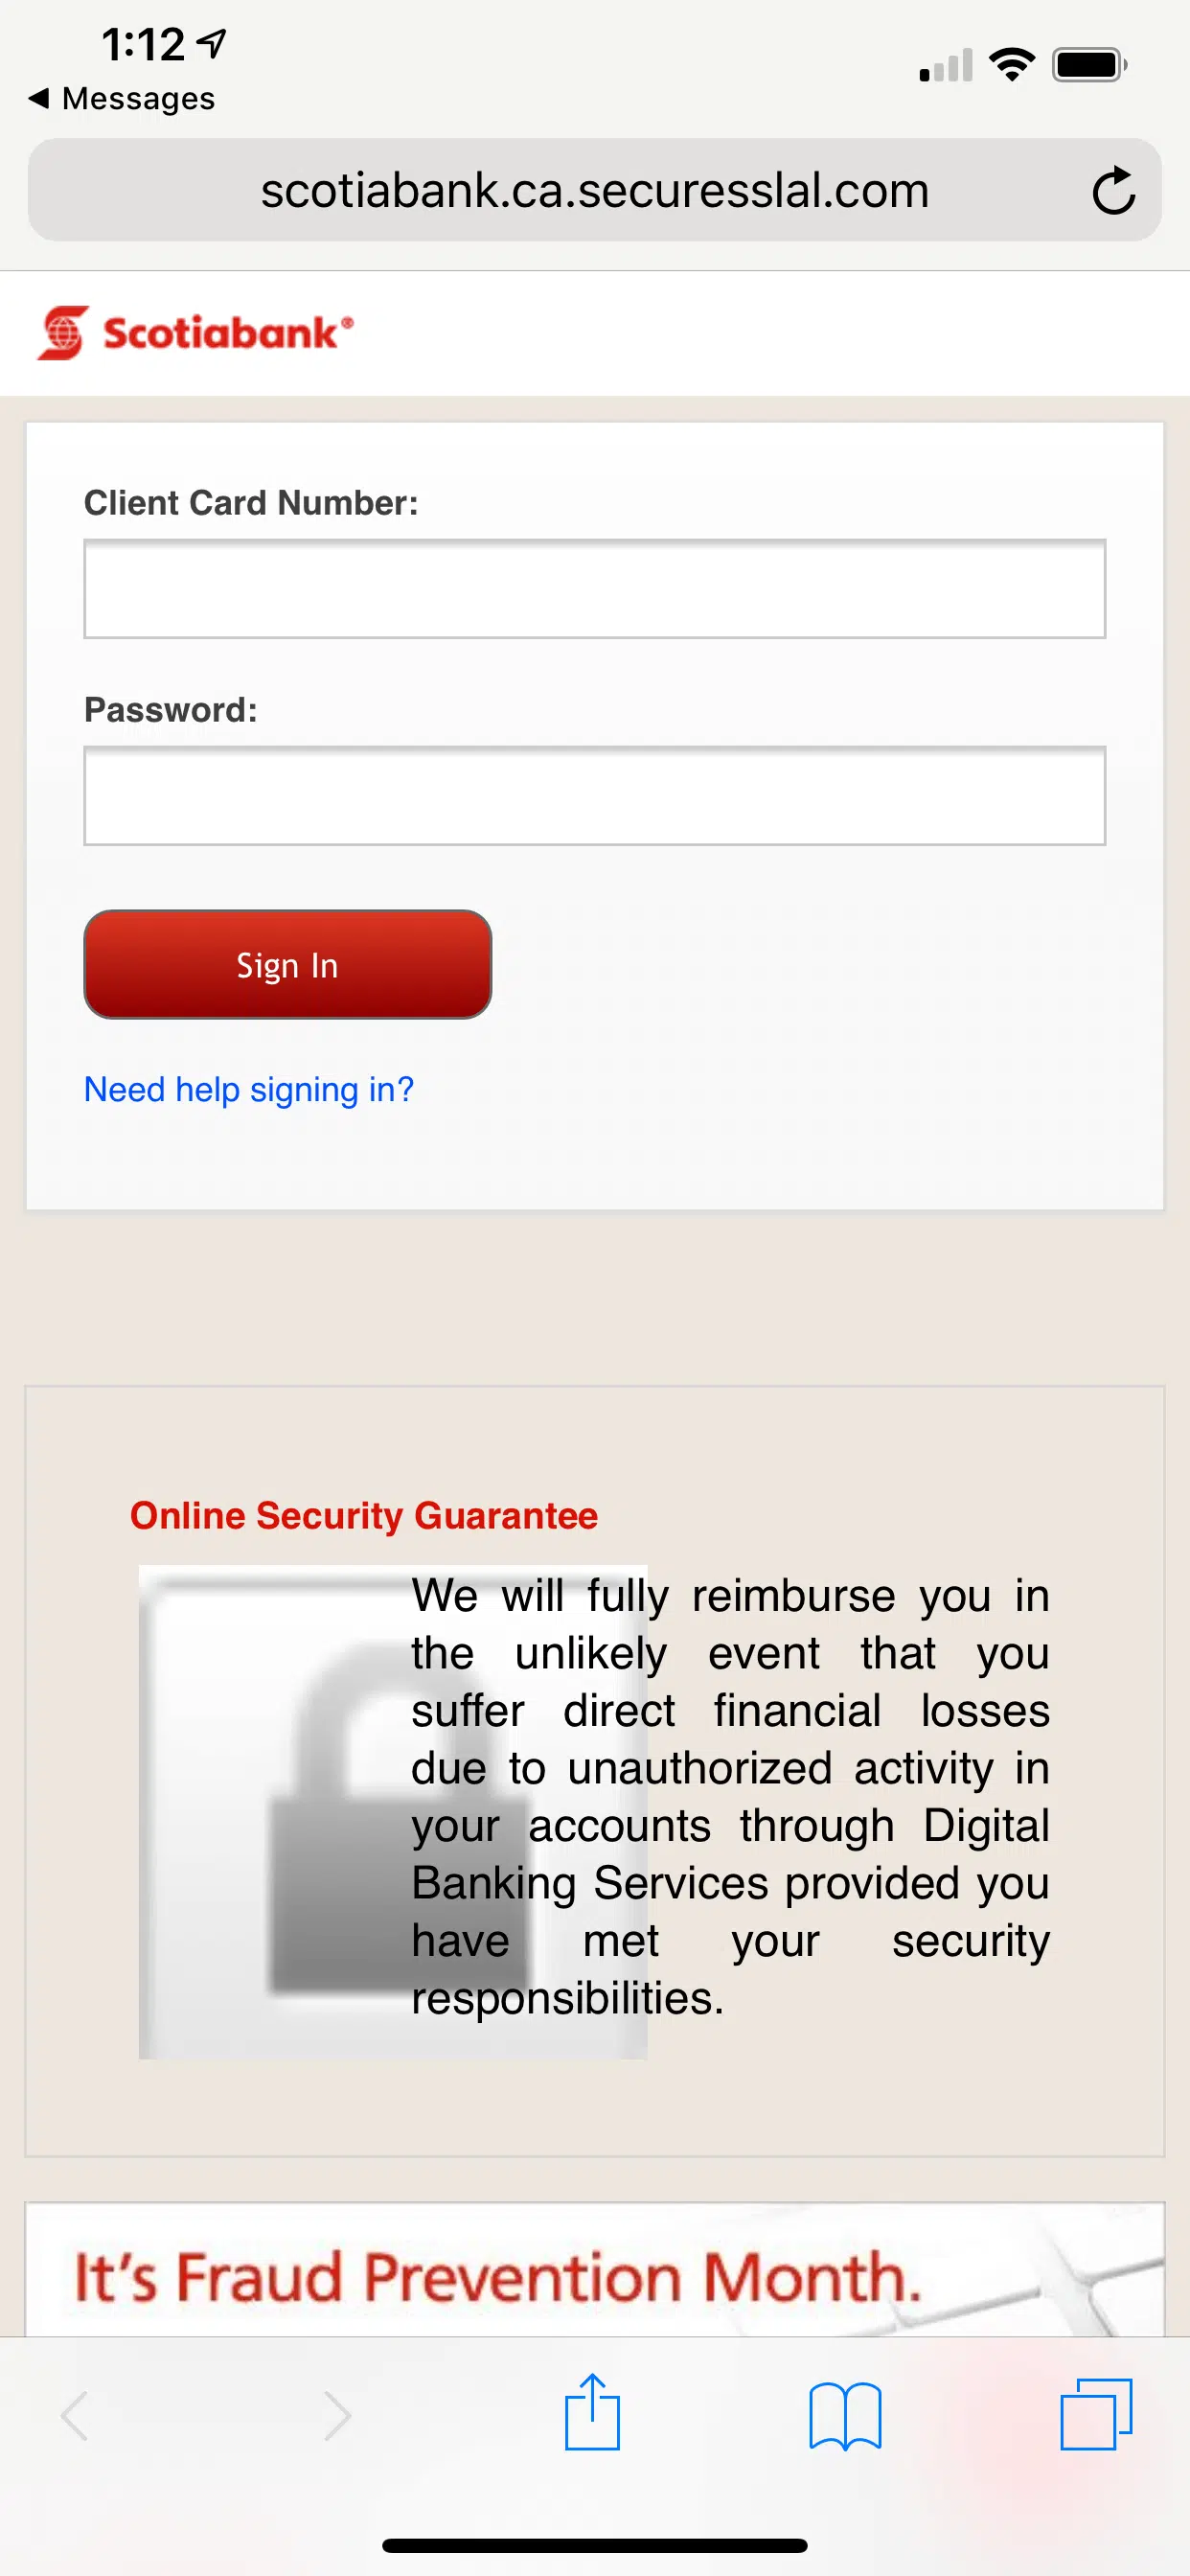 1:12
Messages
scotiabank.ca.securesslal.com
Scotiabank®
Client Card Number:
Password:
Sign In
Need help signing in?
Online Security Guarantee
We will fully reimburse you in
the unlikely event that you
suffer direct financial losses
due to unauthorized activity in
your accounts through Digital
Banking Services provided you
have met your security
responsibilities.
It's Fraud Prevention Month.